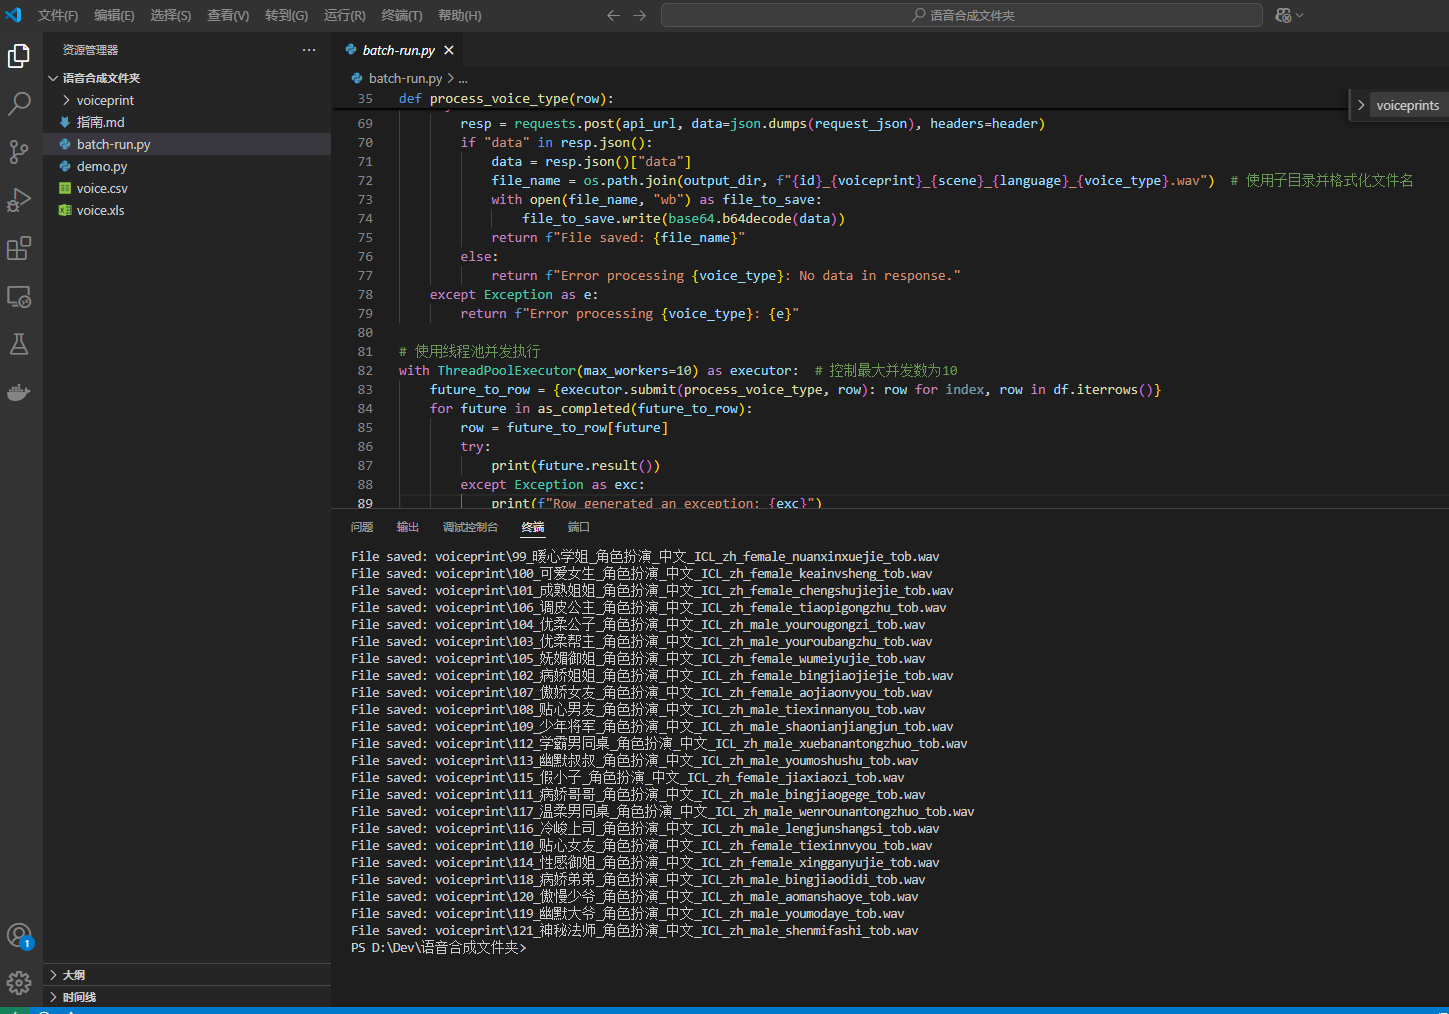 文件(F) 编辑(E) 选择(S) 查看(V) 转到(G) 运行(R) 终端(T) 帮助(H)
语音合成文件夹
资源管理器
语音合成文件夹
voiceprint
指南.md
batch-run.py
demo.py
voice.csv
voice.xls
大纲
时间线
1
batch-run.py
batch-run.py > ...
voiceprints
35 def process_voice_type(row):
69 resp = requests.post(api_url, data=json.dumps(request_json), headers=header)
70 if "data" in resp.json():
71 data = resp.json()["data"]
72 file_name = os.path.join(output_dir, f"{id}_{voiceprint}_{scene}_{language}_{voice_type}.wav")  # 使用子目录并格式化文件名
73 with open(file_name, "wb") as file_to_save:
74 file_to_save.write(base64.b64decode(data))
75 return f"File saved: {file_name}"
76 else:
77 return f"Error processing {voice_type}: No data in response."
78 except Exception as e:
79 return f"Error processing {voice_type}: {e}"
80
81 # 使用线程池并发执行
82 with ThreadPoolExecutor(max_workers=10) as executor:  # 控制最大并发数为10
83 future_to_row = {executor.submit(process_voice_type, row): row for index, row in df.iterrows()}
84 for future in as_completed(future_to_row):
85 row = future_to_row[future]
86 try:
87 print(future.result())
88 except Exception as exc:
89 print(f"Row generated an exception: {exc}")
问题 输出 调试控制台 终端 端口
File saved: voiceprint\99_暖心学姐_角色扮演_中文_ICL_zh_female_nuanxinxuejie_tob.wav
File saved: voiceprint\100_可爱女生_角色扮演_中文_ICL_zh_female_keainvsheng_tob.wav
File saved: voiceprint\101_成熟姐姐_角色扮演_中文_ICL_zh_female_chengshujiejie_tob.wav
File saved: voiceprint\106_调皮公主_角色扮演_中文_ICL_zh_female_tiaopigongzhu_tob.wav
File saved: voiceprint\104_优柔公子_角色扮演_中文_ICL_zh_male_yourougongzi_tob.wav
File saved: voiceprint\103_优柔帮主_角色扮演_中文_ICL_zh_male_youroubangzhu_tob.wav
File saved: voiceprint\105_妩媚御姐_角色扮演_中文_ICL_zh_female_wumeiyujie_tob.wav
File saved: voiceprint\102_病娇姐姐_角色扮演_中文_ICL_zh_female_bingjiaojiejie_tob.wav
File saved: voiceprint\107_傲娇女友_角色扮演_中文_ICL_zh_female_aojiaonvyou_tob.wav
File saved: voiceprint\108_贴心男友_角色扮演_中文_ICL_zh_male_tiexinnanyou_tob.wav
File saved: voiceprint\109_少年将军_角色扮演_中文_ICL_zh_male_shaonianjiangjun_tob.wav
File saved: voiceprint\112_学霸男同桌_角色扮演_中文_ICL_zh_male_xuebanantongzhuo_tob.wav
File saved: voiceprint\113_幽默叔叔_角色扮演_中文_ICL_zh_male_youmoshushu_tob.wav
File saved: voiceprint\115_假小子_角色扮演_中文_ICL_zh_female_jiaxiaozi_tob.wav
File saved: voiceprint\111_病娇哥哥_角色扮演_中文_ICL_zh_male_bingjiaogege_tob.wav
File saved: voiceprint\117_温柔男同桌_角色扮演_中文_ICL_zh_male_wenrounantongzhuo_tob.wav
File saved: voiceprint\116_冷峻上司_角色扮演_中文_ICL_zh_male_lengjunshangsi_tob.wav
File saved: voiceprint\110_贴心女友_角色扮演_中文_ICL_zh_female_tiexinnvyou_tob.wav
File saved: voiceprint\114_性感御姐_角色扮演_中文_ICL_zh_female_xingganyujie_tob.wav
File saved: voiceprint\118_病娇弟弟_角色扮演_中文_ICL_zh_male_bingjiaodidi_tob.wav
File saved: voiceprint\120_傲慢少爷_角色扮演_中文_ICL_zh_male_aomanshaoye_tob.wav
File saved: voiceprint\119_幽默大爷_角色扮演_中文_ICL_zh_male_youmodaye_tob.wav
File saved: voiceprint\121_神秘法师_角色扮演_中文_ICL_zh_male_shenmifashi_tob.wav
PS D:\Dev\语音合成文件夹>